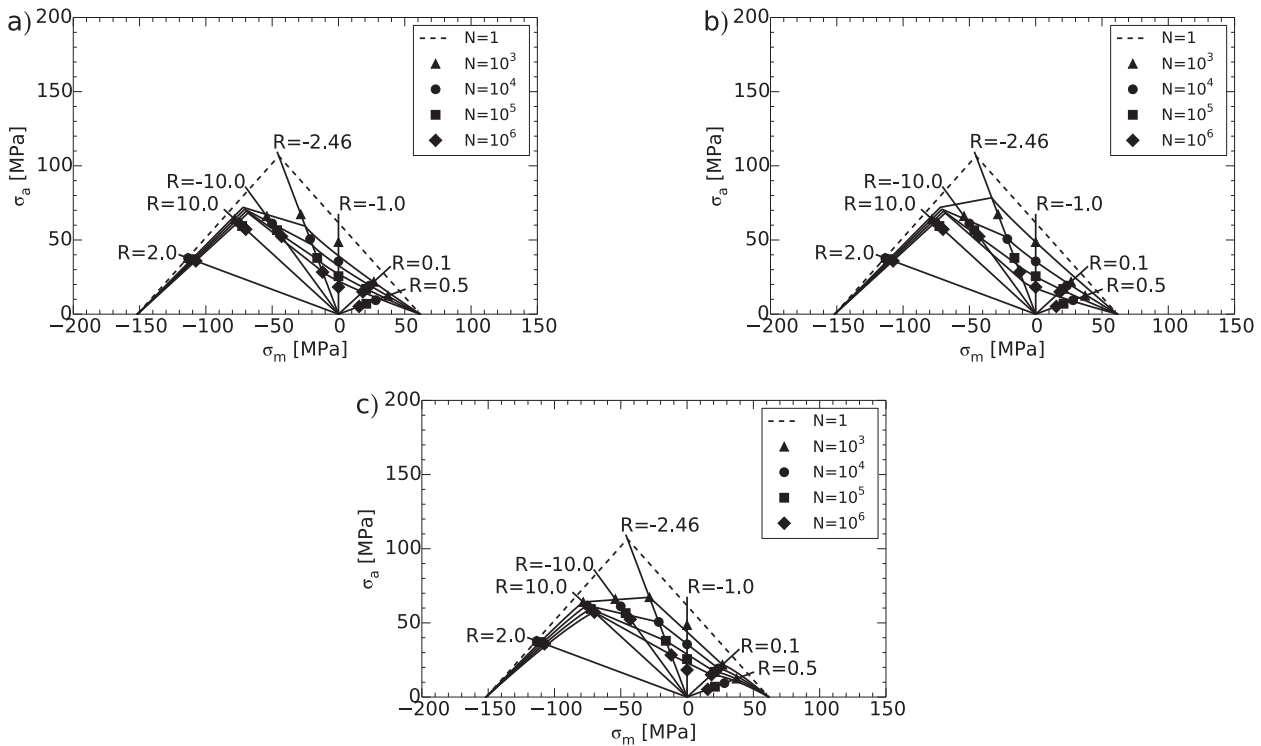 a)
200
150
100
50
0
σa [MPa]
R=-2.46
R=-10.0
R=10.0
R=2.0
R=-1.0
R=0.1
R=0.5
N=1
N=10³
N=10⁴
N=10⁵
N=10⁶
−200 −150 −100 −50 0 50 100 150
σm [MPa]
b)
200
150
100
50
0
σa [MPa]
R=-2.46
R=-10.0
R=10.0
R=2.0
R=-1.0
R=0.1
R=0.5
N=1
N=10³
N=10⁴
N=10⁵
N=10⁶
−200 −150 −100 −50 0 50 100 150
σm [MPa]
c)
200
150
100
50
0
σa [MPa]
R=-2.46
R=-10.0
R=10.0
R=2.0
R=-1.0
R=0.1
R=0.5
N=1
N=10³
N=10⁴
N=10⁵
N=10⁶
−200 −150 −100 −50 0 50 100 150
σm [MPa]